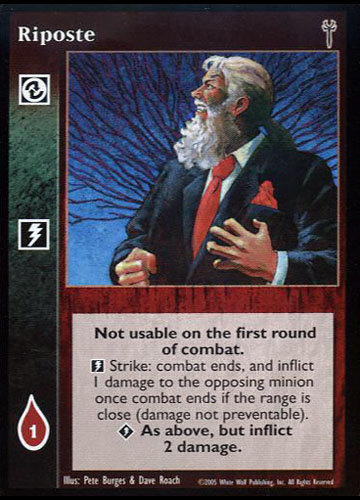 Riposte
Not usable on the first round
of combat.
Strike: combat ends, and inflict
1 damage to the opposing minion
once combat ends if the range is
close (damage not preventable).
As above, but inflict
2 damage.
1
Illus: Pete Burges & Dave Roach
©2005 White Wolf Publishing, Inc. All Rights Reserved